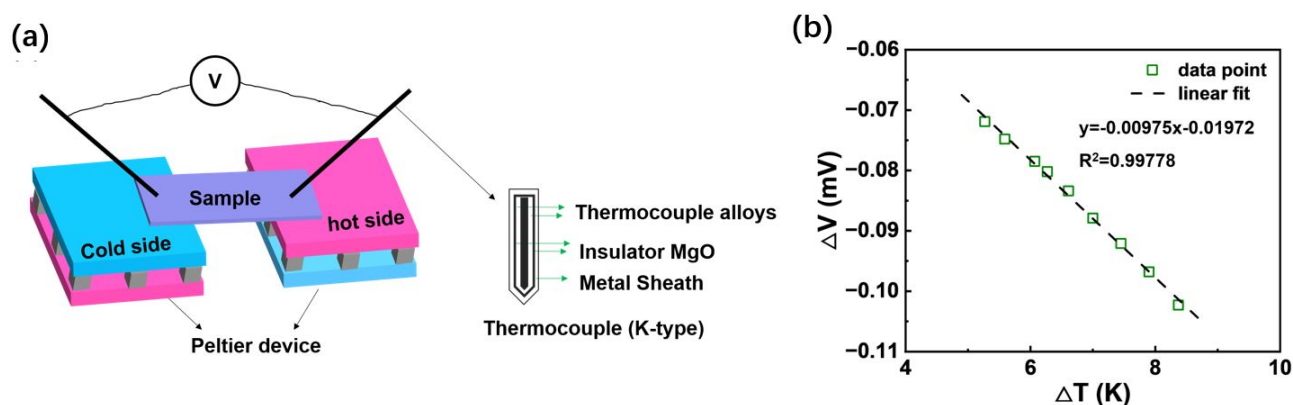 (a)
V
Sample
Cold side
hot side
Peltier device
Thermocouple alloys
Insulator MgO
Metal Sheath
Thermocouple (K-type)
(b)
−0.06
−0.07
−0.08
−0.09
−0.10
−0.11
△V (mV)
data point
linear fit
y=-0.00975x-0.01972
R²=0.99778
4
6
8
10
△T (K)